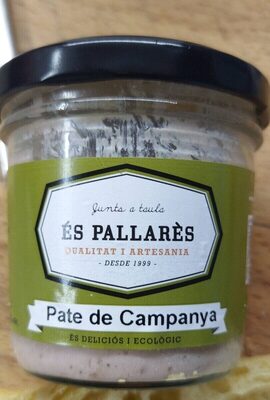 Junts a taula
ÉS PALLARÈS
QUALITAT I ARTESANIA
- DESDE 1999 -
Pate de Campanya
ÉS DELICIÓS I ECOLÒGIC